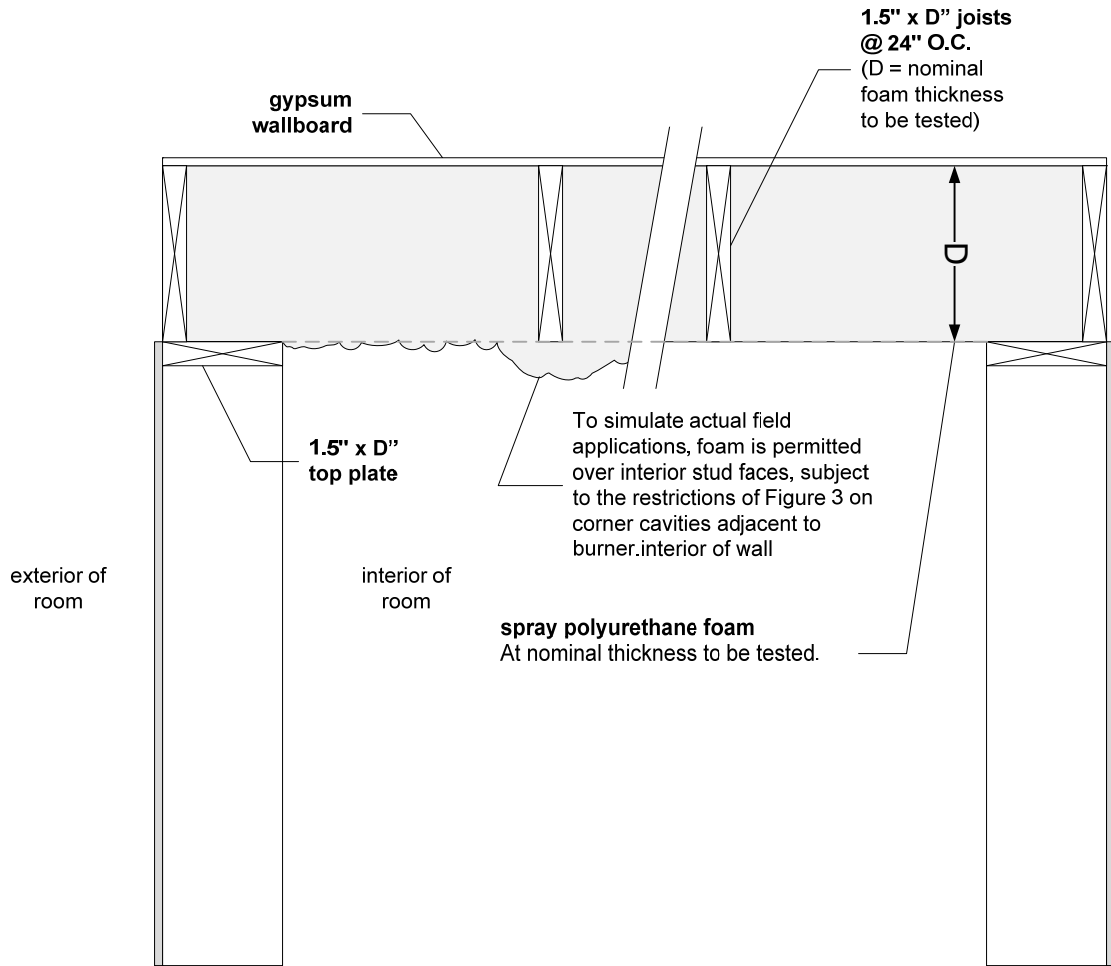 1.5" x D” joists
@ 24" O.C.
(D = nominal
foam thickness
to be tested)
gypsum
wallboard
D
To simulate actual field
applications, foam is permitted
over interior stud faces, subject
to the restrictions of Figure 3 on
corner cavities adjacent to
burner.interior of wall
1.5" x D”
top plate
exterior of
room
interior of
room
spray polyurethane foam
At nominal thickness to be tested.